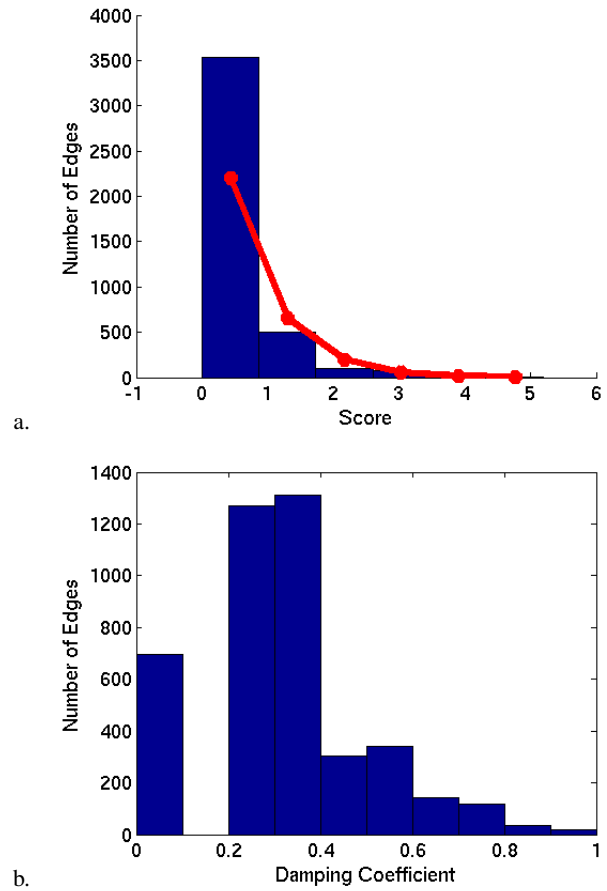 4000
3500
3000
2500
2000
1500
1000
500
0
Number of Edges
-1 0 1 2 3 4 5 6
Score
a.
1400
1200
1000
800
600
400
200
0
Number of Edges
0 0.2 0.4 0.6 0.8 1
Damping Coefficient
b.